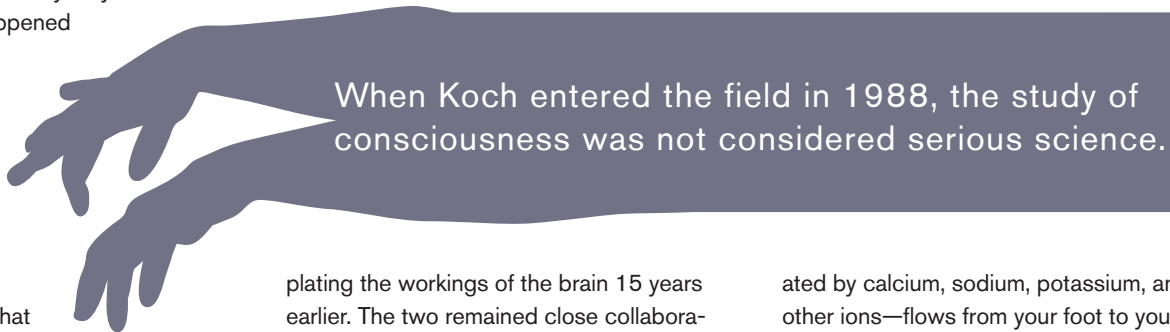 When Koch entered the field in 1988, the study of
consciousness was not considered serious science.
hat
plating the workings of the brain 15 years
earlier. The two remained close collabora-
ated by calcium, sodium, potassium, an
other ions—flows from your foot to you